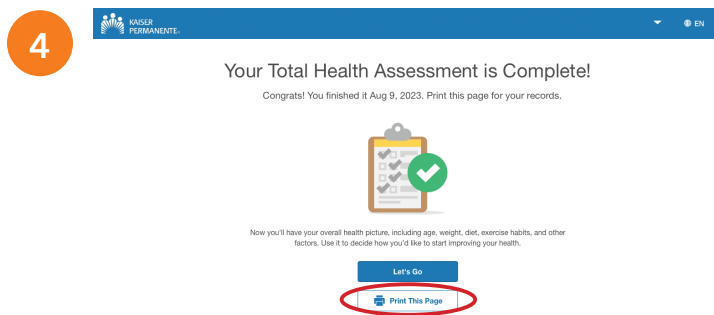 4
KAISER
PERMANENTE®
EN
Your Total Health Assessment is Complete!
Congrats! You finished it Aug 9, 2023. Print this page for your records.
Now you'll have your overall health picture, including age, weight, diet, exercise habits, and other
factors. Use it to decide how you'd like to start improving your health.
Let's Go
Print This Page